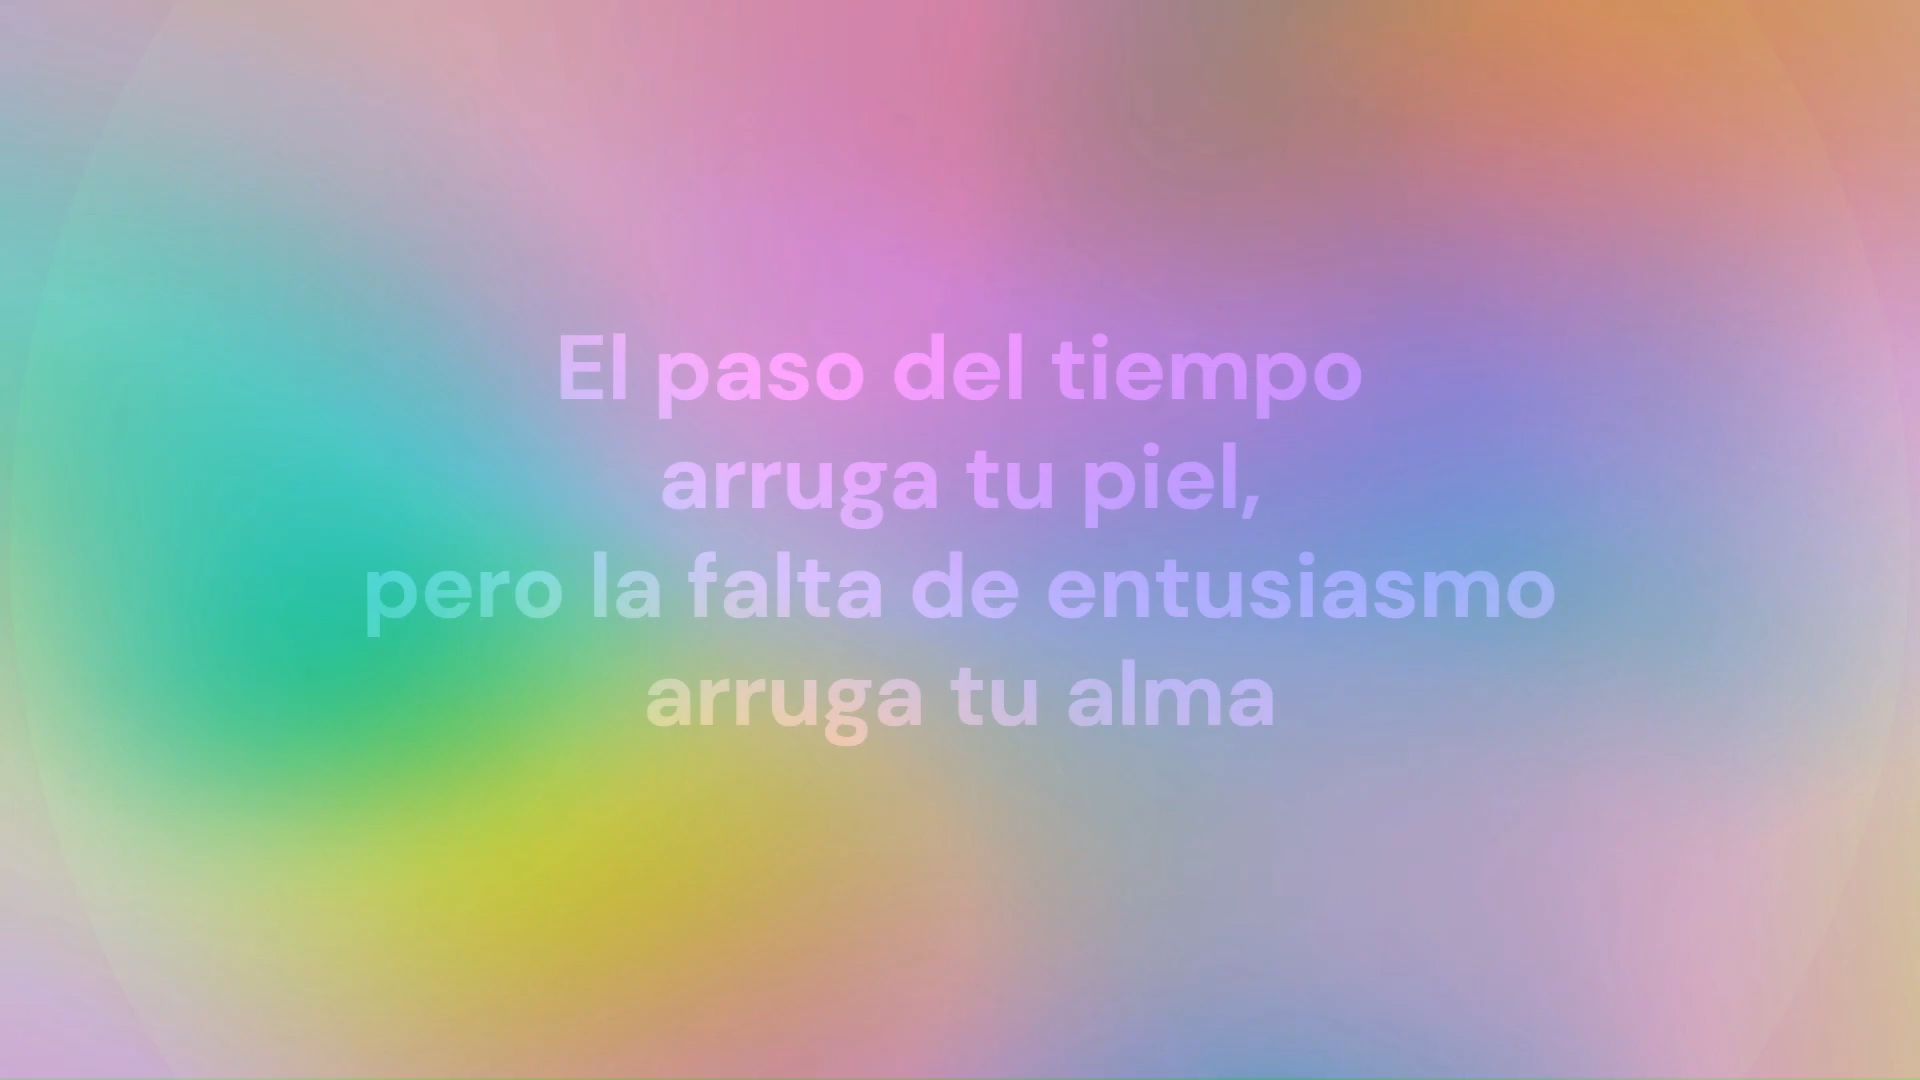 El paso del tiempo
arruga tu piel,
pero la falta de entusiasmo
arruga tu alma